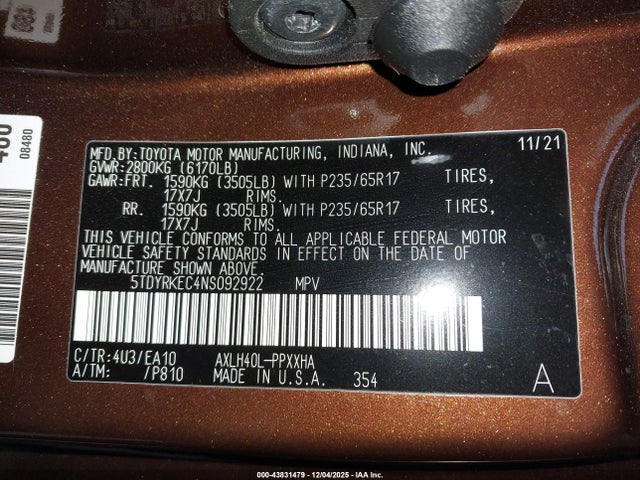 08480
MFD.BY:TOYOTA MOTOR MANUFACTURING, INDIANA, INC. 11/21
GVWR:2800KG (6170LB)
GAWR:FRT. 1590KG (3505LB) WITH P235/65R17 TIRES,
17X7J RIMS.
RR. 1590KG (3505LB) WITH P235/65R17 TIRES,
17X7J RIMS.
THIS VEHICLE CONFORMS TO ALL APPLICABLE FEDERAL MOTOR
VEHICLE SAFETY STANDARDS IN EFFECT ON THE DATE OF
MANUFACTURE SHOWN ABOVE.
5TDYRKEC4NS092922 MPV
C/TR:4U3/EA10 AXLH40L-PPXXHA
A/TM: /P810 MADE IN U.S.A. 354 A
000-43831479 - 12/04/2025 - IAA Inc.